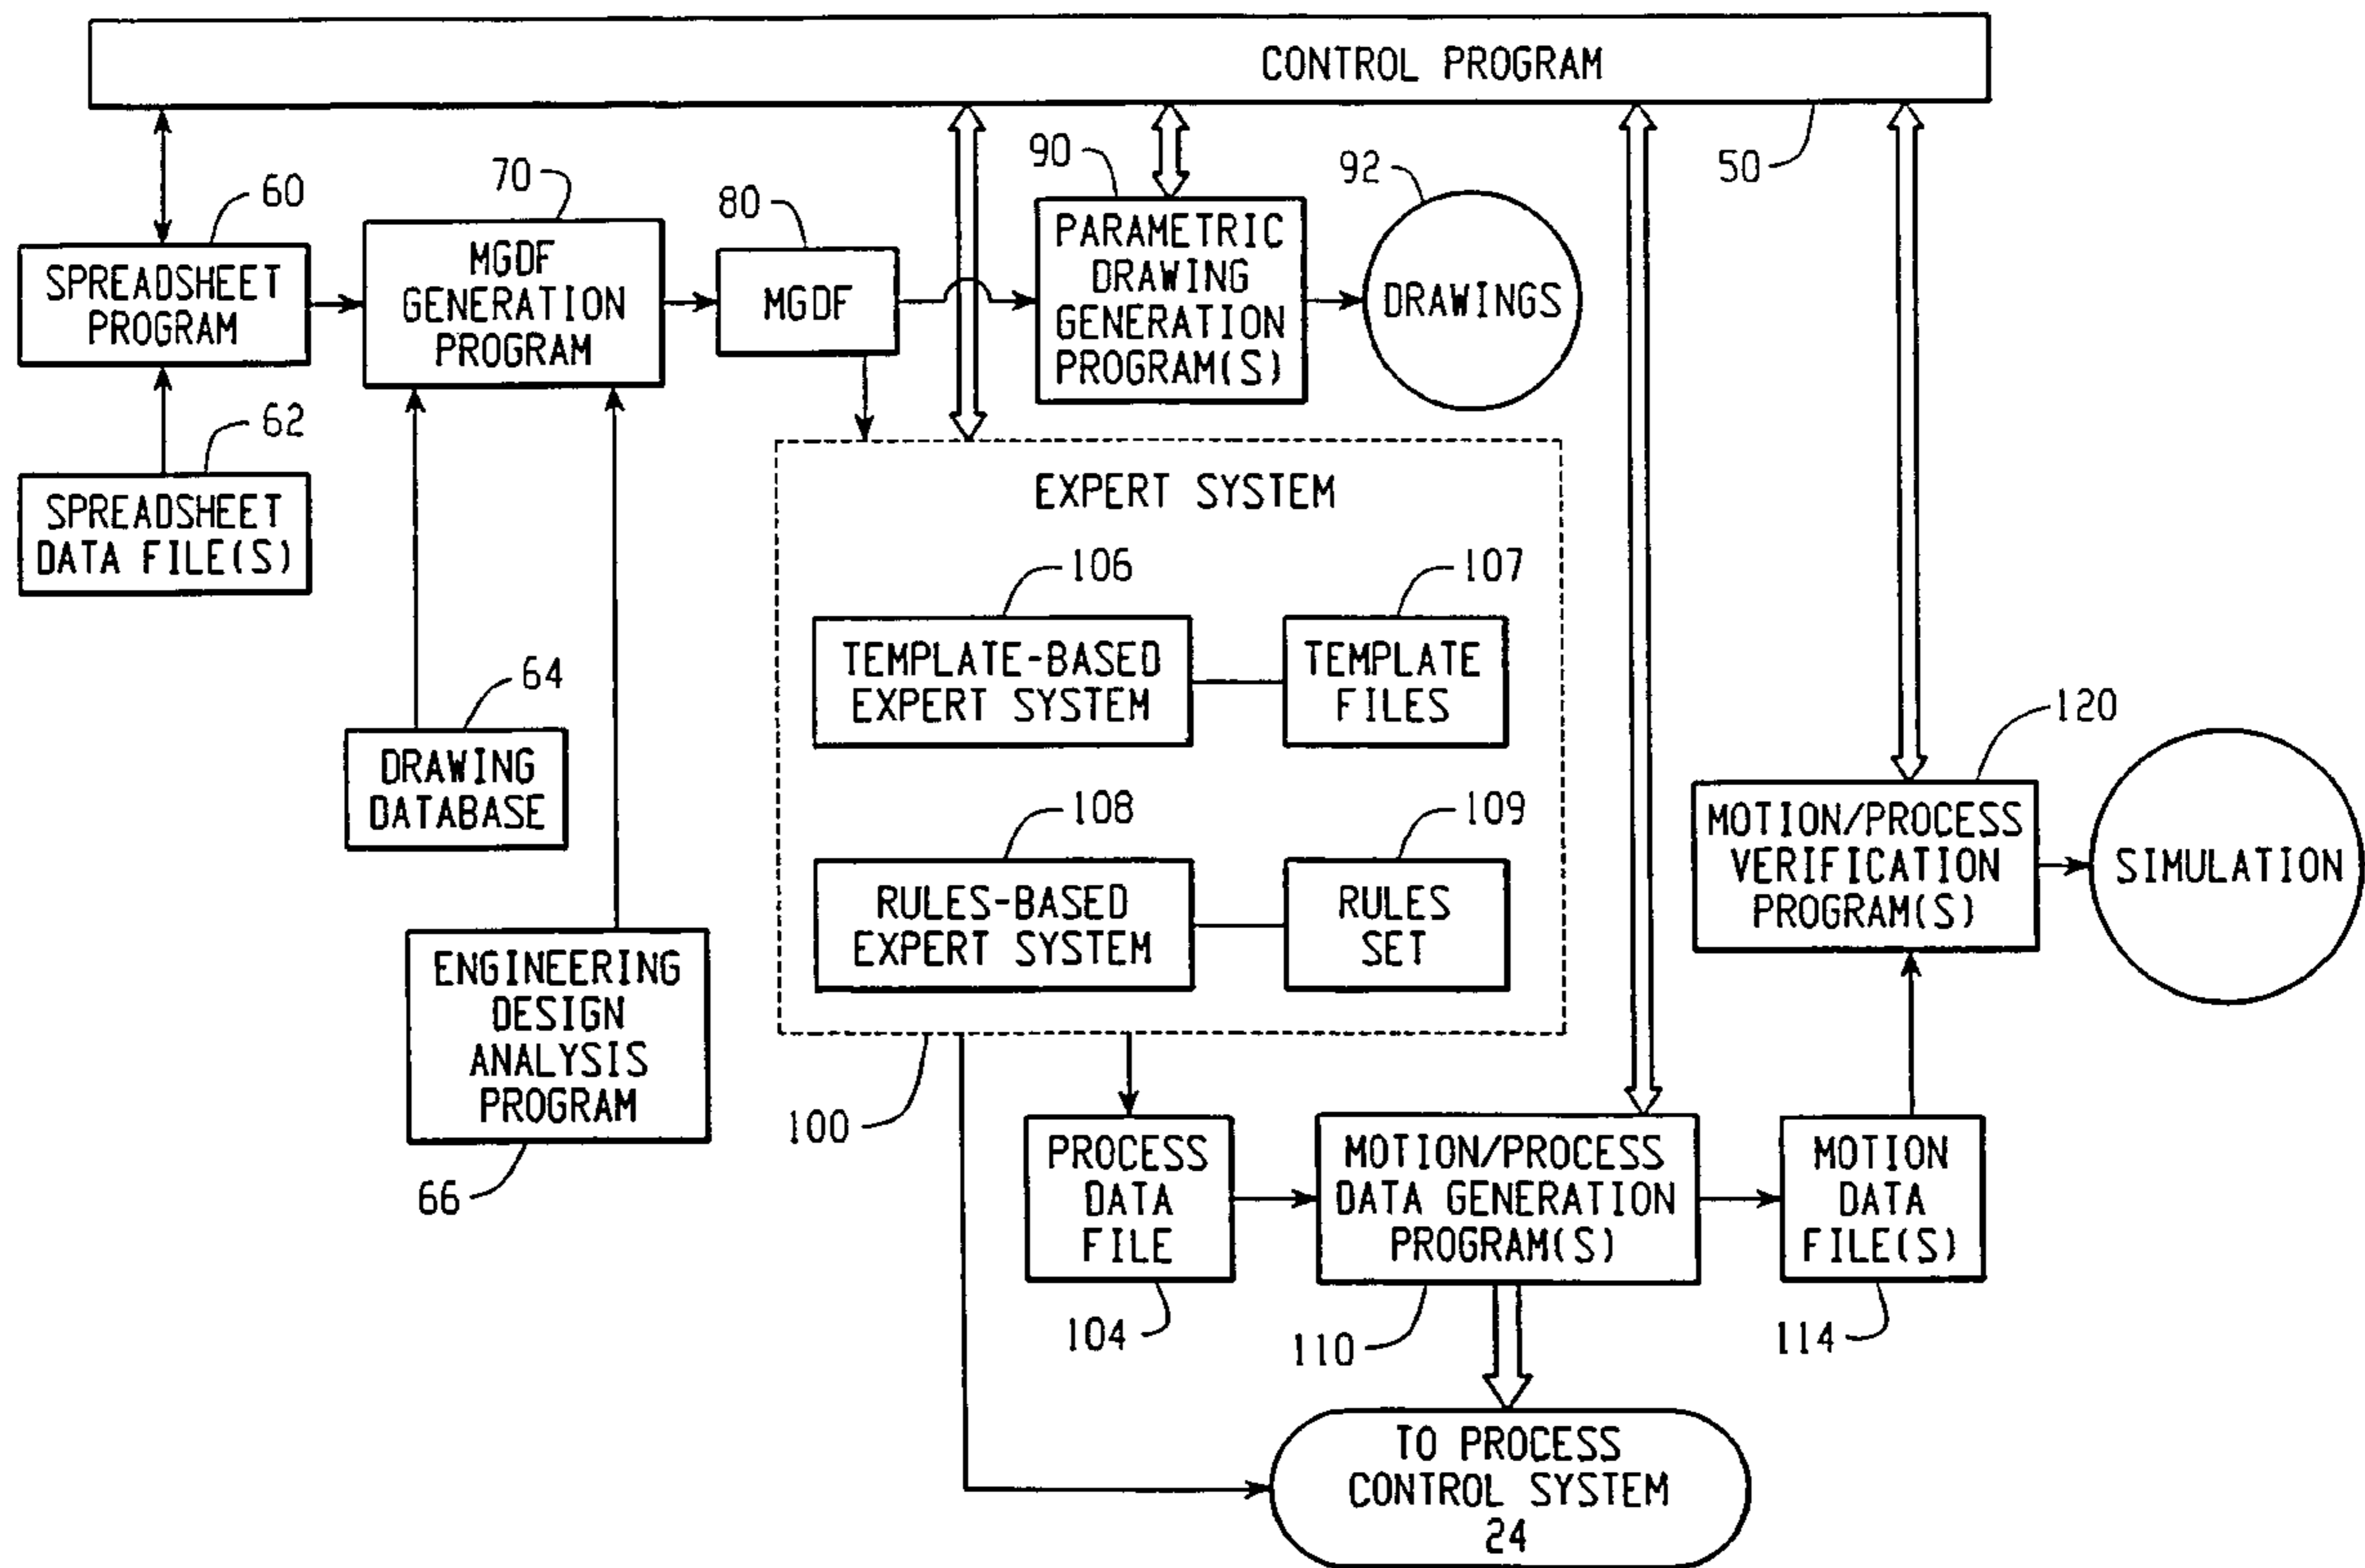 CONTROL PROGRAM
50
60
SPREADSHEET
PROGRAM
62
SPREADSHEET
DATA FILE(S)
70
MGDF
GENERATION
PROGRAM
80
MGDF
90
PARAMETRIC
DRAWING
GENERATION
PROGRAM(S)
92
DRAWINGS
64
DRAWING
DATABASE
ENGINEERING
DESIGN
ANALYSIS
PROGRAM
66
EXPERT SYSTEM
106
TEMPLATE-BASED
EXPERT SYSTEM
107
TEMPLATE
FILES
108
RULES-BASED
EXPERT SYSTEM
109
RULES
SET
100
120
MOTION/PROCESS
VERIFICATION
PROGRAM(S)
SIMULATION
PROCESS
DATA
FILE
104
MOTION/PROCESS
DATA GENERATION
PROGRAM(S)
110
MOTION
DATA
FILE(S)
114
TO PROCESS
CONTROL SYSTEM
24